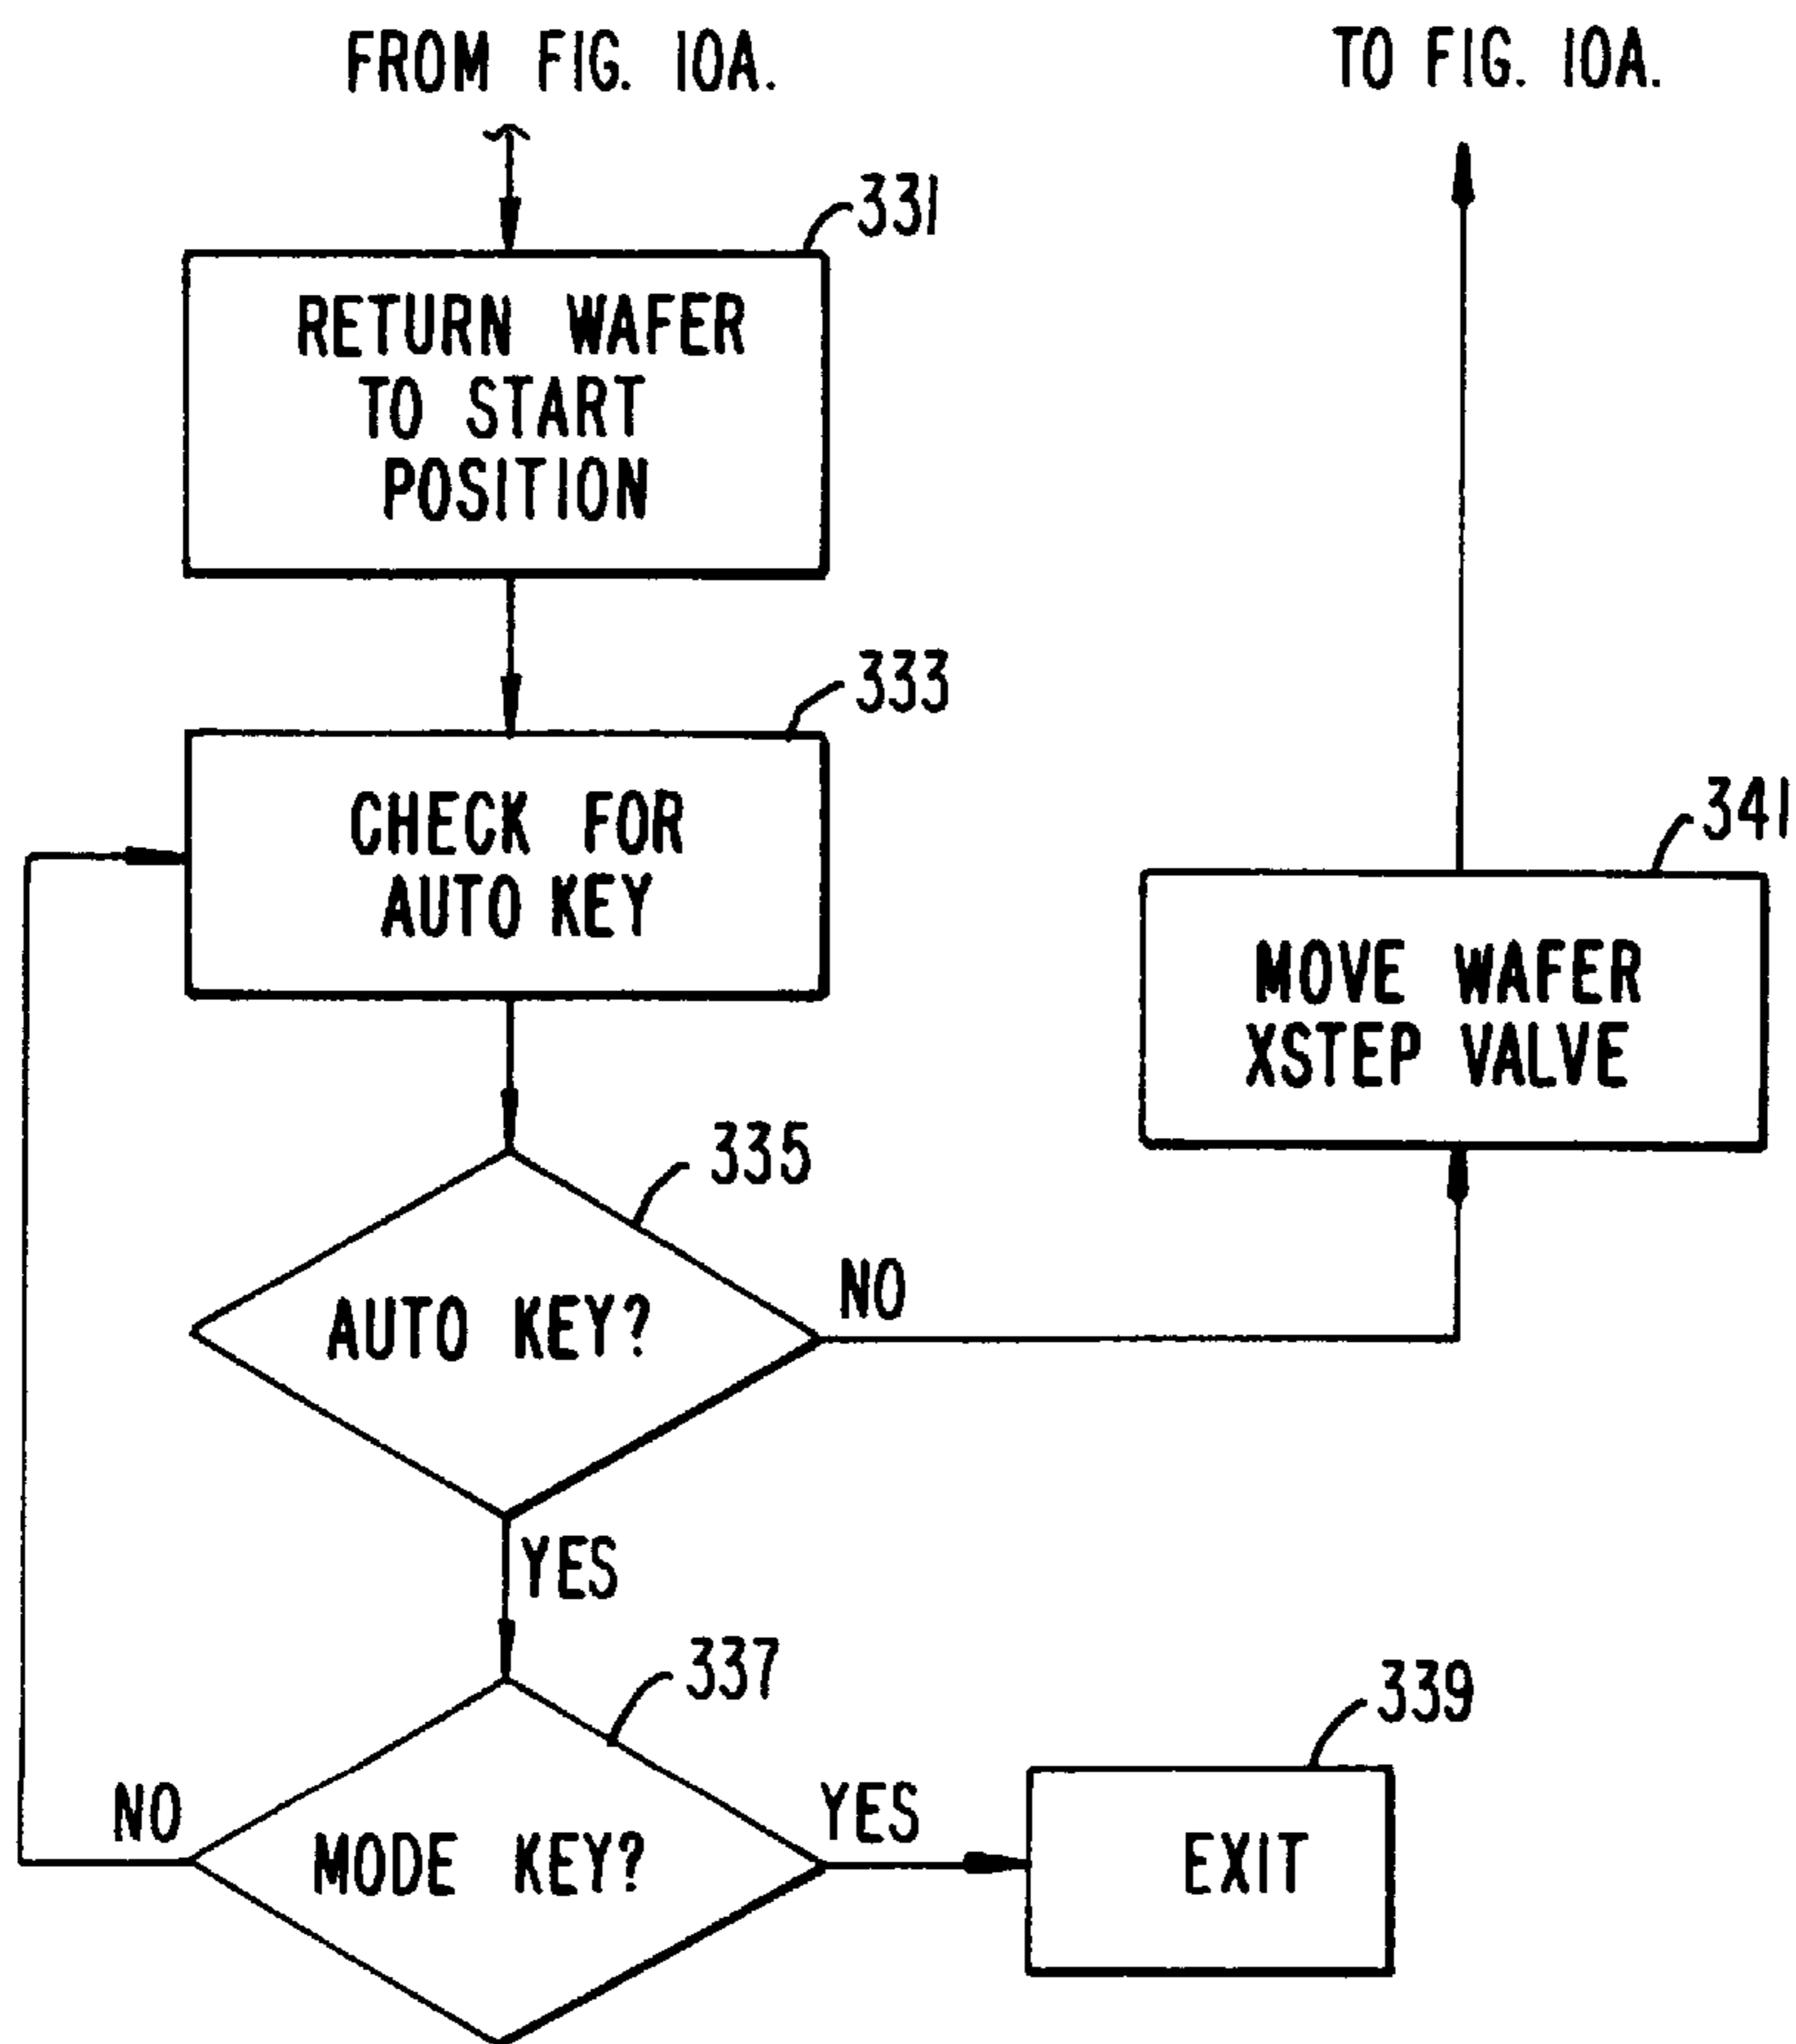 FROM FIG. 10A.
TO FIG. 10A.
331
RETURN WAFER
TO START
POSITION
333
CHECK FOR
AUTO KEY
341
MOVE WAFER
XSTEP VALVE
335
AUTO KEY?
NO
YES
337
MODE KEY?
NO
YES
339
EXIT